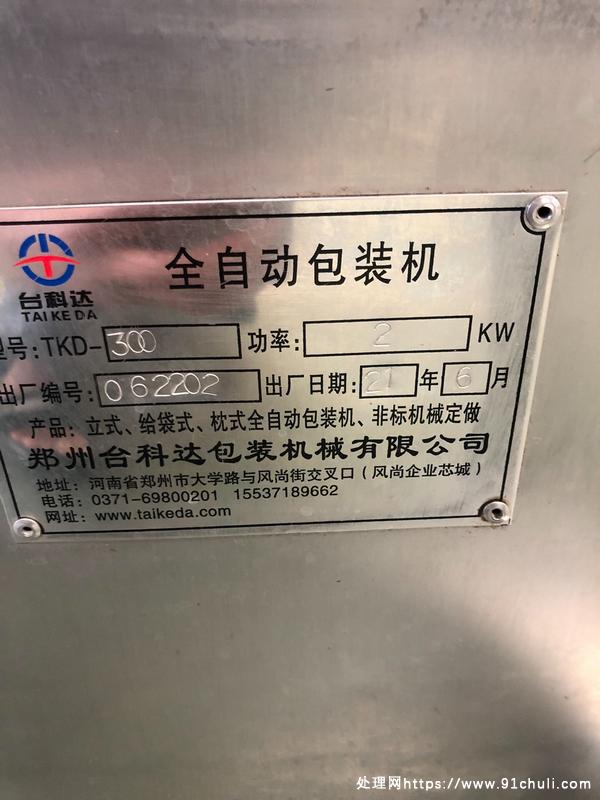 全自动包装机
台科达
TAI KE DA
型号:TKD-300 功率: 2 KW
出厂编号: 062202 出厂日期: 21 年 6 月
产品: 立式、给袋式、枕式全自动包装机、非标机械定做
郑州台科达包装机械有限公司
地址: 河南省郑州市大学路与风尚街交叉口 (风尚企业芯城)
电话: 0371-69800201 15537189662
网址: www.taikeda.com
处理网https://www.91chuli.com